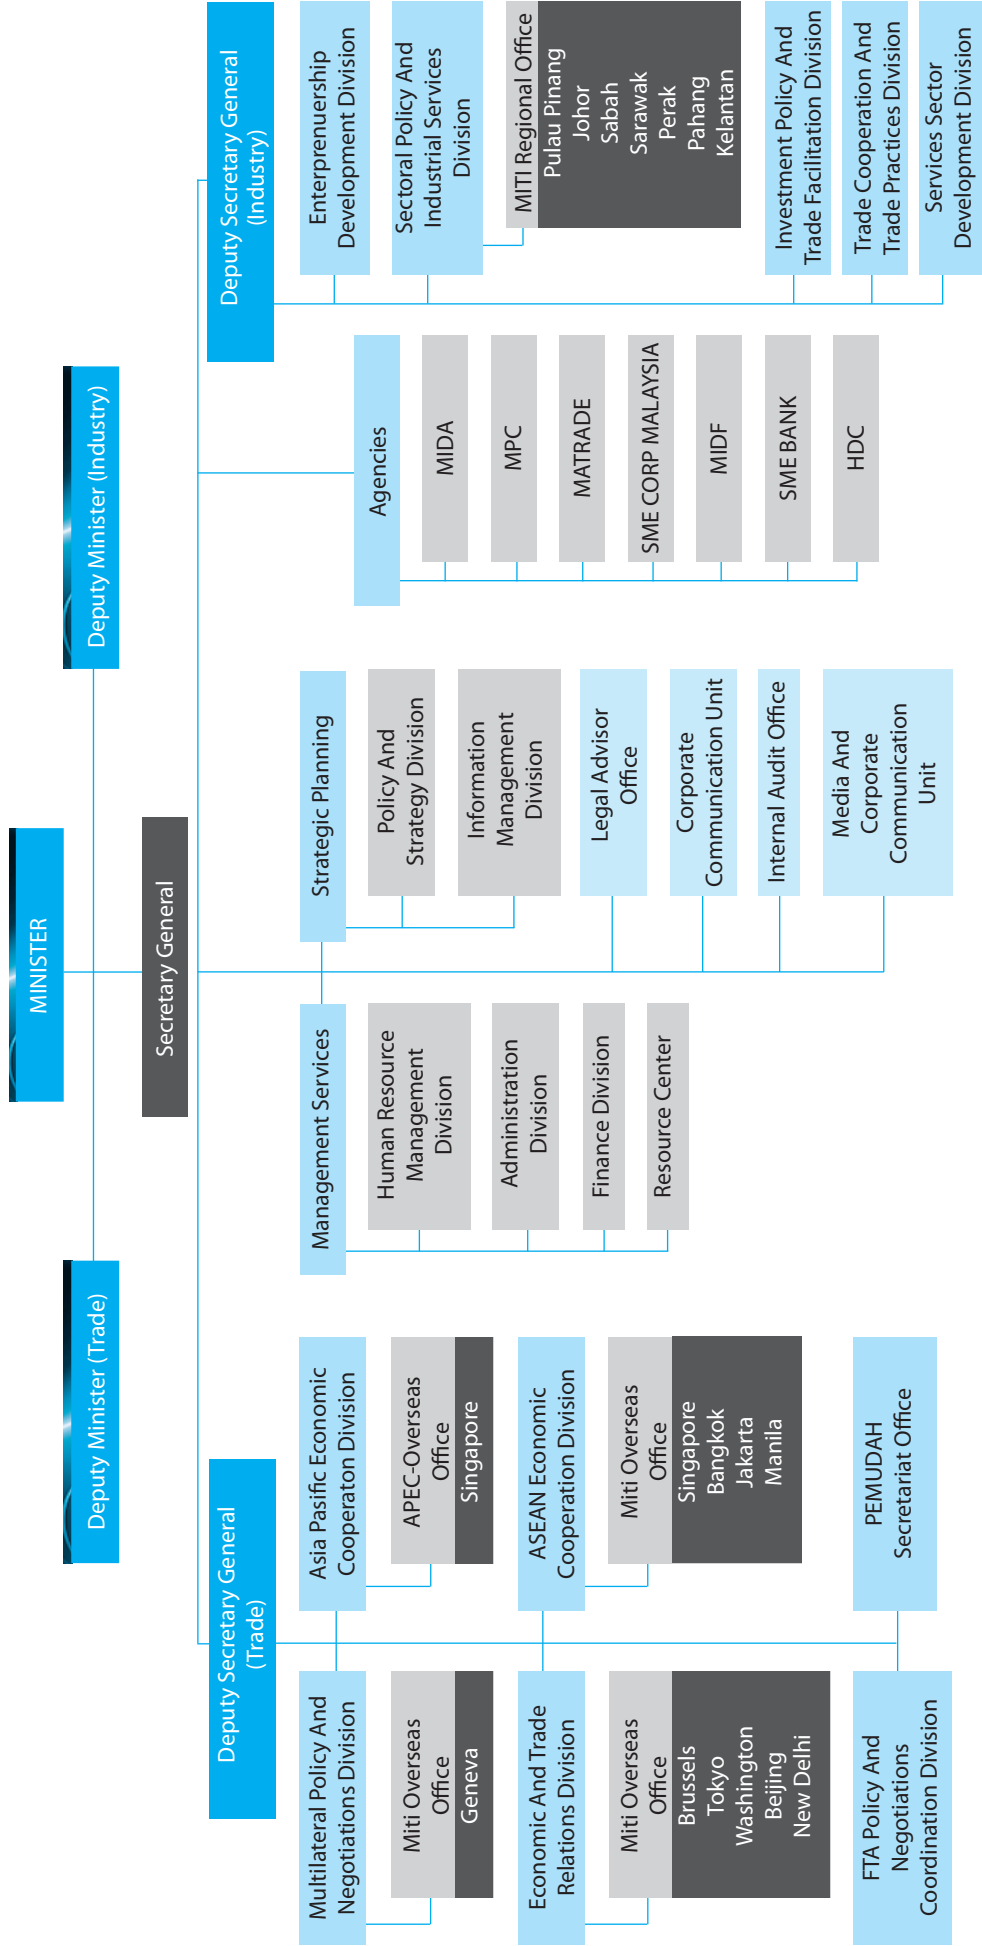 MINISTER
Deputy Minister (Trade)
Deputy Minister (Industry)
Secretary General
Deputy Secretary General
(Trade)
Multilateral Policy And
Negotiations Division
Miti Overseas
Office
Geneva
Economic And Trade
Relations Division
Miti Overseas
Office
Brussels
Tokyo
Washington
Beijing
New Delhi
FTA Policy And
Negotiations
Coordination Division
Asia Pasific Economic
Cooperaton Division
APEC-Overseas
Office
Singapore
ASEAN Economic
Cooperation Division
Miti Overseas
Office
Singapore
Bangkok
Jakarta
Manila
PEMUDAH
Secretariat Office
Management Services
Human Resource
Management
Division
Administration
Division
Finance Division
Resource Center
Strategic Planning
Policy And
Strategy Division
Information
Management
Division
Legal Advisor
Office
Corporate
Communication Unit
Internal Audit Office
Media And
Corporate
Communication
Unit
Agencies
MIDA
MPC
MATRADE
SME CORP MALAYSIA
MIDF
SME BANK
HDC
Deputy Secretary General
(Industry)
Enterprenuership
Development Division
Sectoral Policy And
Industrial Services
Division
MITI Regional Office
Pulau Pinang
Johor
Sabah
Sarawak
Perak
Pahang
Kelantan
Investment Policy And
Trade Facilitation Division
Trade Cooperation And
Trade Practices Division
Services Sector
Development Division